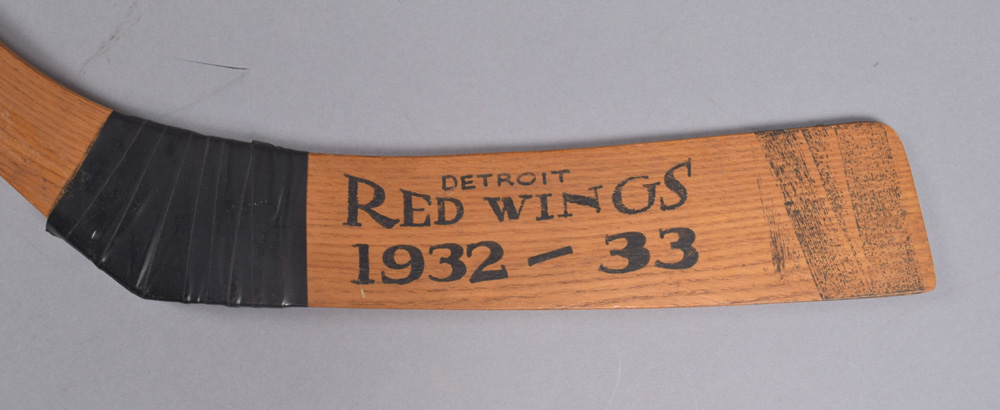 DETROIT
RED WINGS
1932 - 33